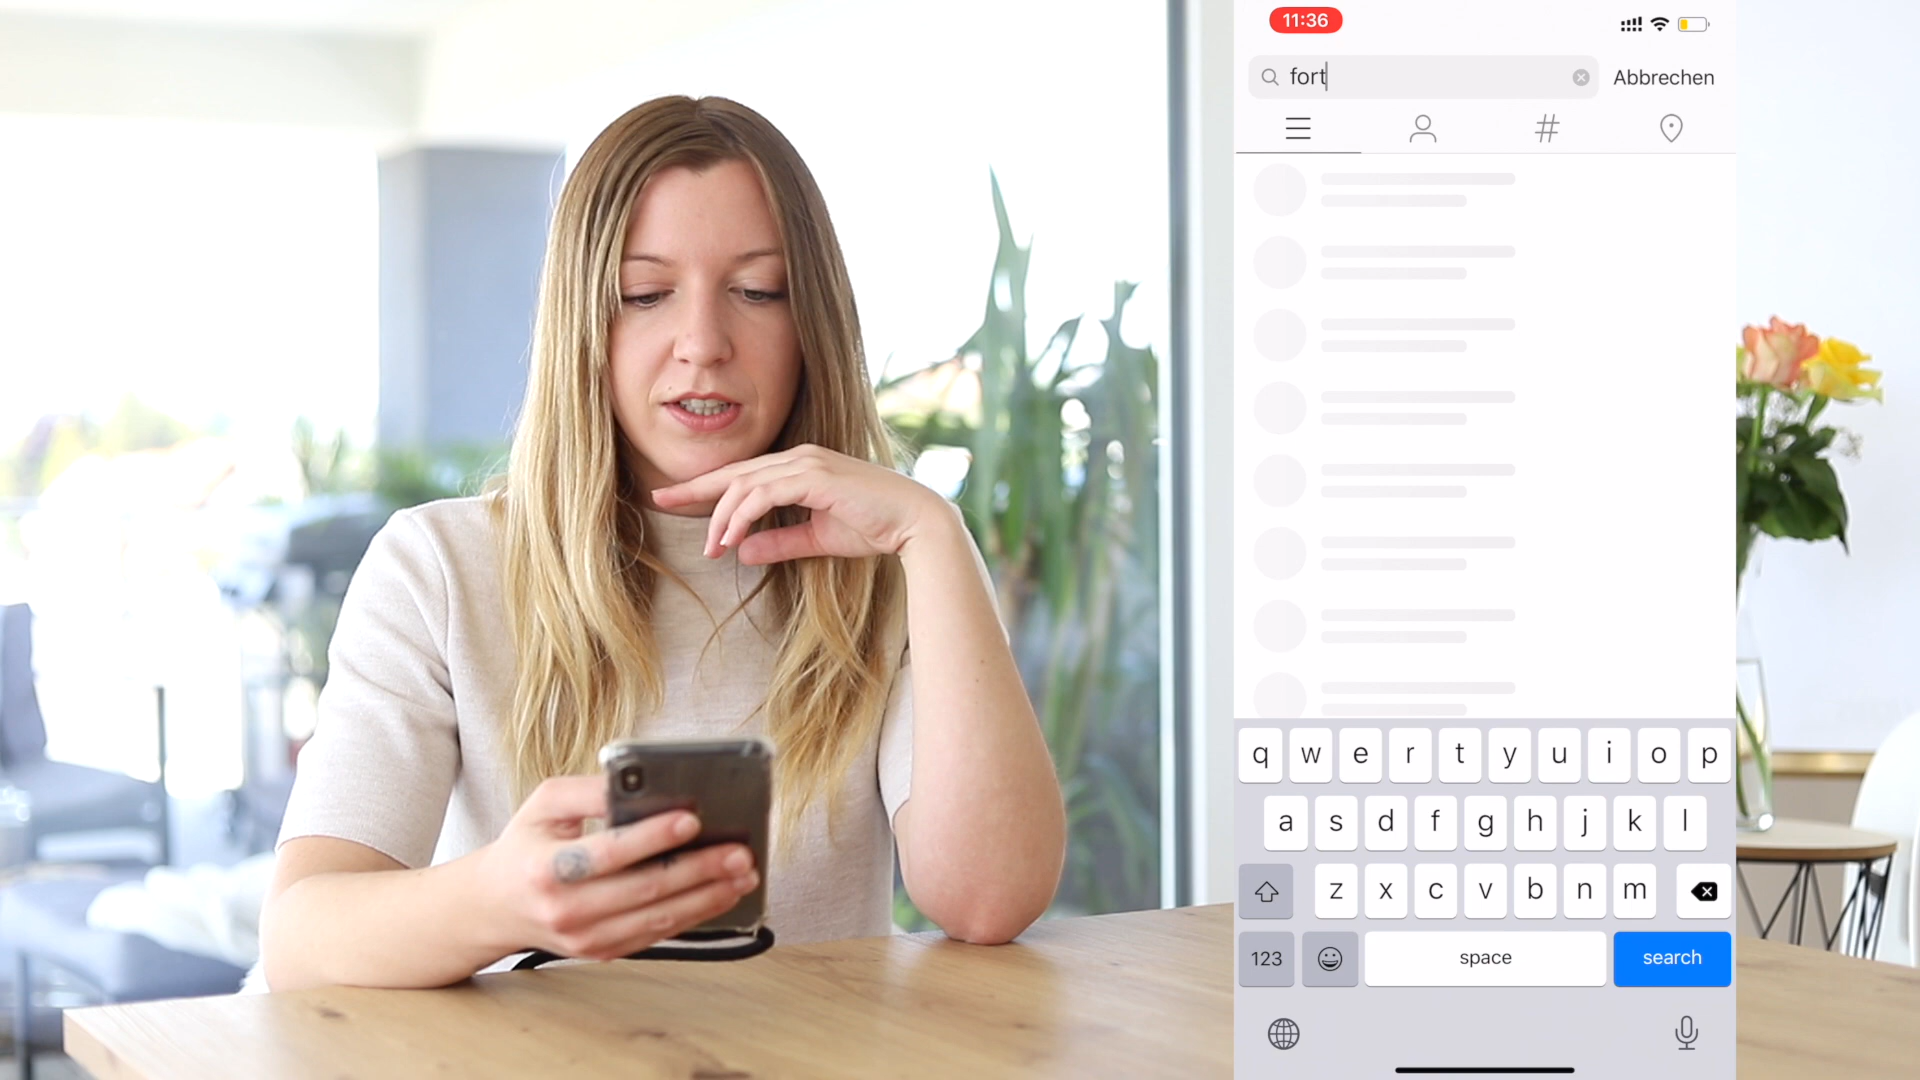 11:36
fort
Abbrechen
#
q w e r t y u i o p
a s d f g h j k l
z x c v b n m
123 space search